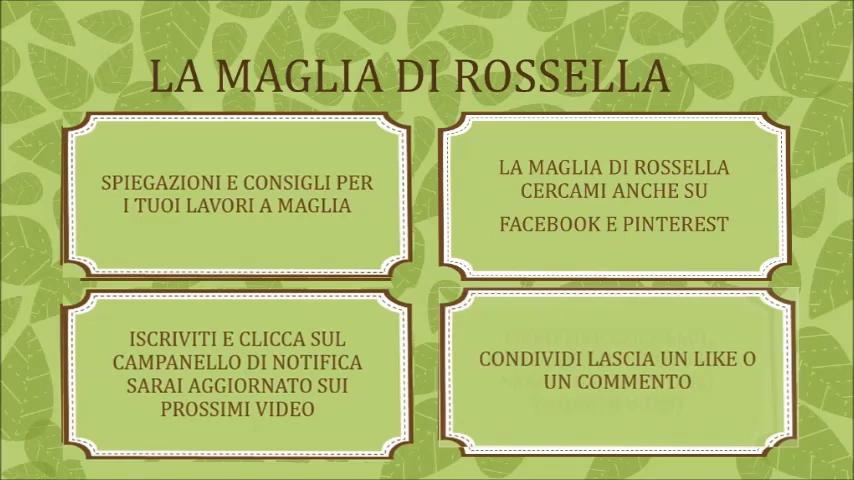 LA MAGLIA DI ROSSELLA
SPIEGAZIONI E CONSIGLI PER
I TUOI LAVORI A MAGLIA
LA MAGLIA DI ROSSELLA
CERCAMI ANCHE SU
FACEBOOK E PINTEREST
ISCRIVITI E CLICCA SUL
CAMPANELLO DI NOTIFICA
SARAI AGGIORNATO SUI
PROSSIMI VIDEO
CONDIVIDI LASCIA UN LIKE O
UN COMMENTO